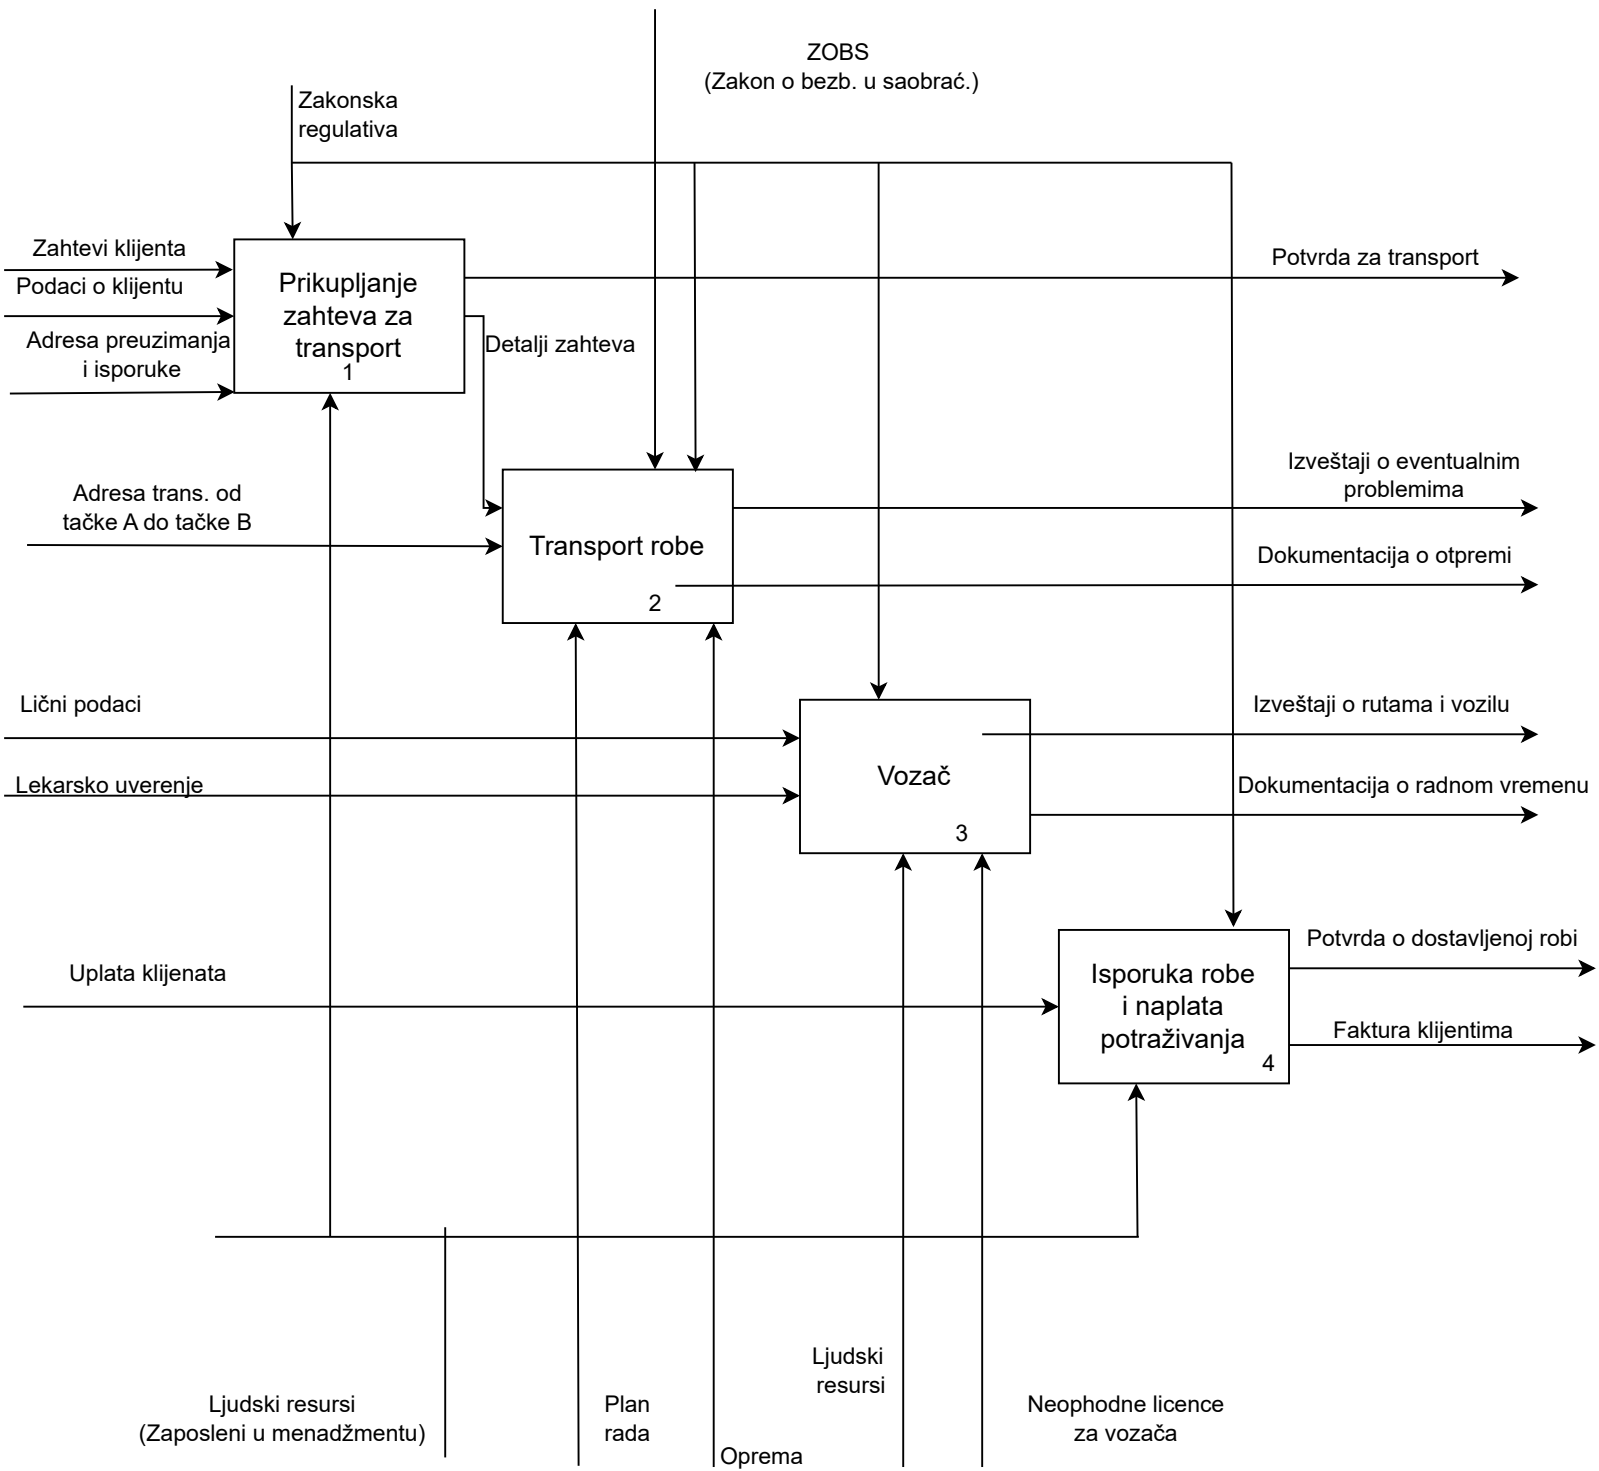 ZOBS
(Zakon o bezb. u saobrać.)
Zakonska
regulativa
Zahtevi klijenta
Podaci o klijentu
Adresa preuzimanja
i isporuke
Prikupljanje
zahteva za
transport
1
Potvrda za transport
Detalji zahteva
Adresa trans. od
tačke A do tačke B
Transport robe
2
Izveštaji o eventualnim
problemima
Dokumentacija o otpremi
Lični podaci
Lekarsko uverenje
Vozač
3
Izveštaji o rutama i vozilu
Dokumentacija o radnom vremenu
Uplata klijenata
Isporuka robe
i naplata
potraživanja
4
Potvrda o dostavljenoj robi
Faktura klijentima
Ljudski resursi
(Zaposleni u menadžmentu)
Plan
rada
Oprema
Ljudski
resursi
Neophodne licence
za vozača